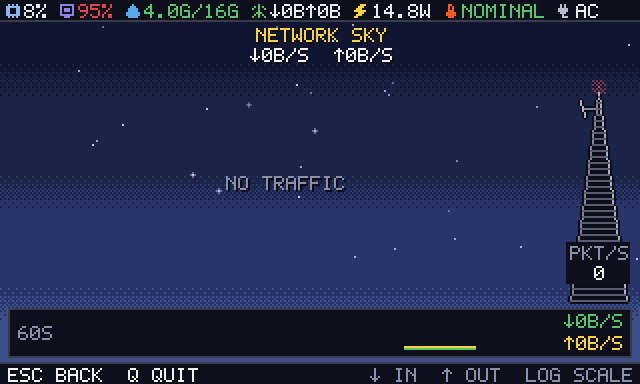 8% 95% 4.0G/16G ↓0B↑0B 14.8W NOMINAL AC
NETWORK SKY
↓0B/S ↑0B/S
NO TRAFFIC
PKT/S
0
60S
↓0B/S
↑0B/S
ESC BACK Q QUIT ↓ IN ↑ OUT LOG SCALE